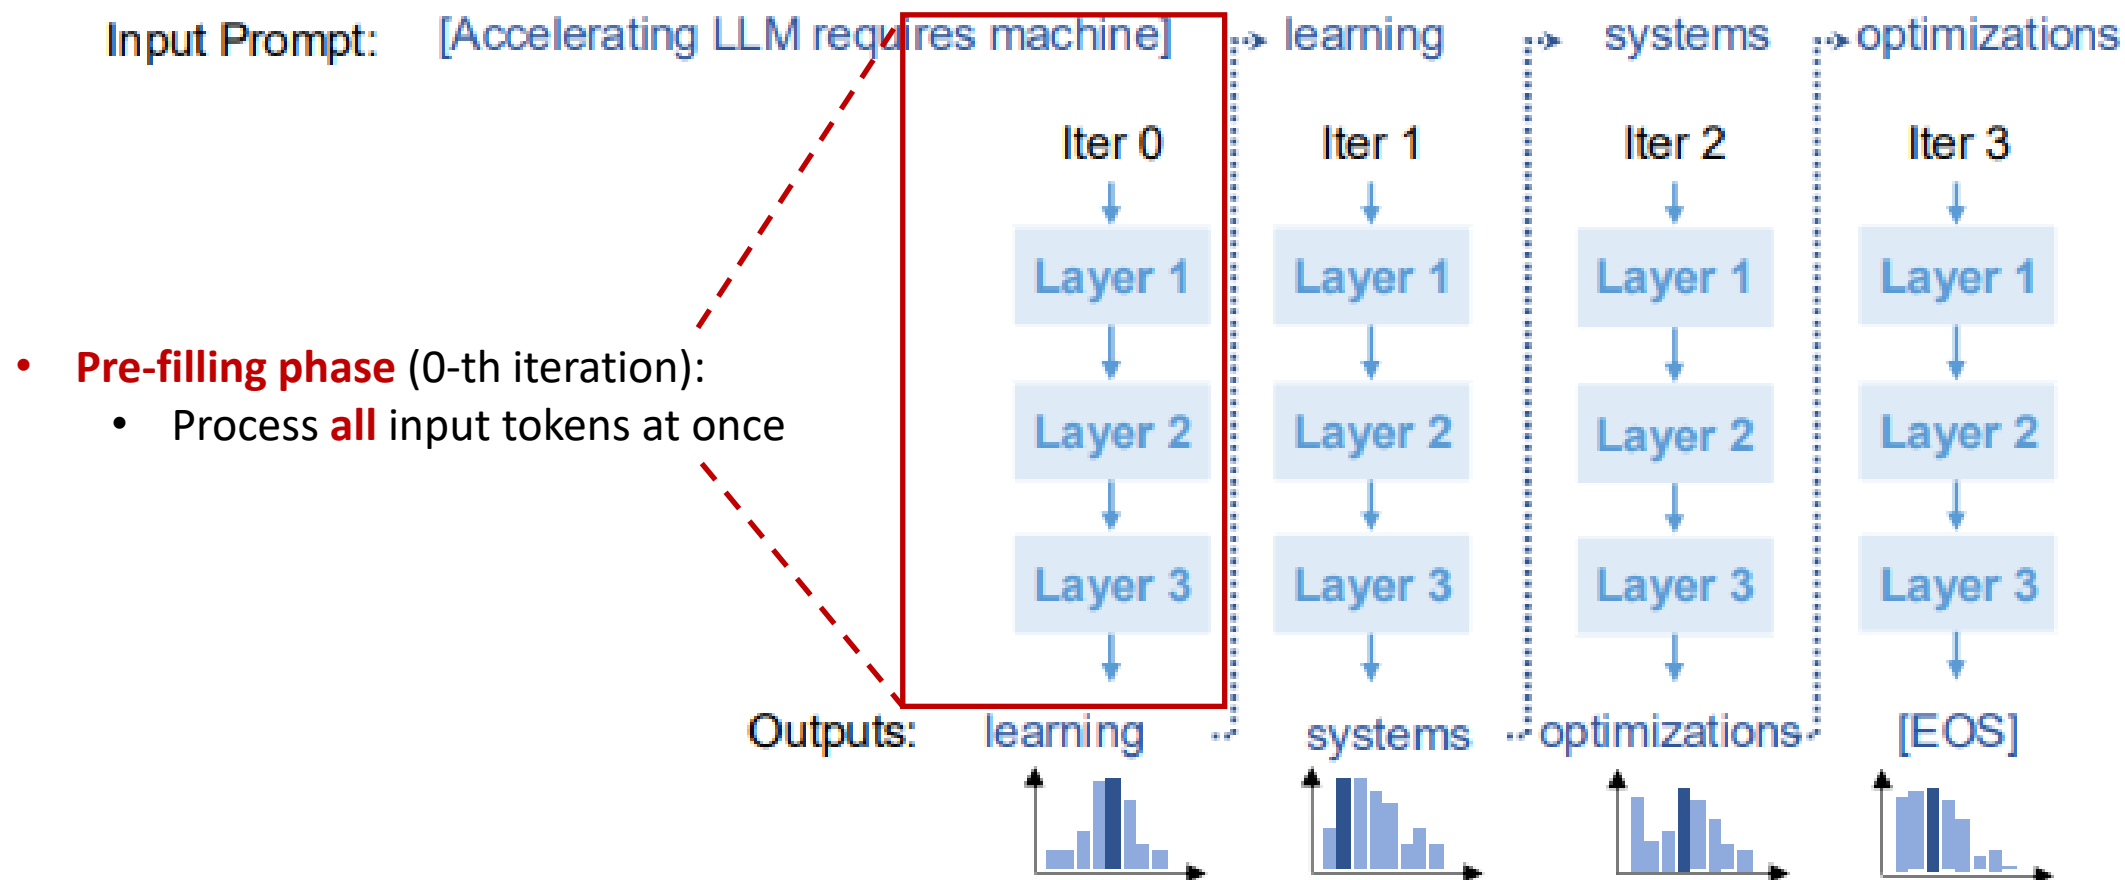 Input Prompt: [Accelerating LLM requires machine] learning systems optimizations
Iter 0 Iter 1 Iter 2 Iter 3
Layer 1 Layer 1 Layer 1 Layer 1
• Pre-filling phase (0-th iteration):
• Process all input tokens at once
Layer 2 Layer 2 Layer 2 Layer 2
Layer 3 Layer 3 Layer 3 Layer 3
Outputs: learning systems optimizations [EOS]